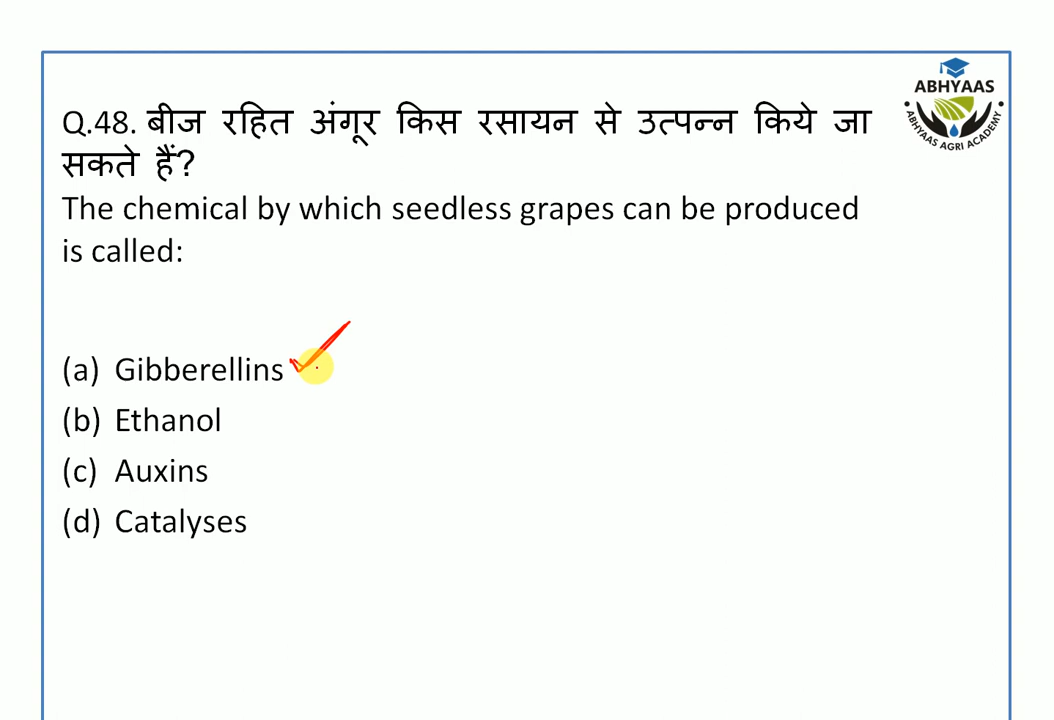 ABHYAAS
ABHYAAS AGRI ACADEMY
Q.48. बीज रहित अंगूर किस रसायन से उत्पन्न किये जा
सकते हैं?
The chemical by which seedless grapes can be produced
is called:
(a) Gibberellins
(b) Ethanol
(c) Auxins
(d) Catalyses